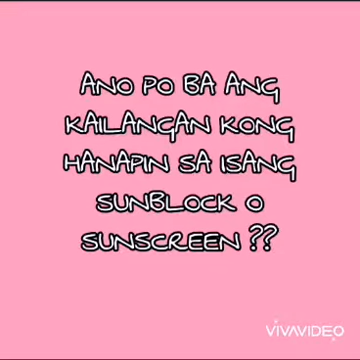 ANO PO BA ANG
KAILANGAN KONG
HANAPIN SA ISANG
SUNBLOCK O
SUNSCREEN ??
VIVAVIDEO